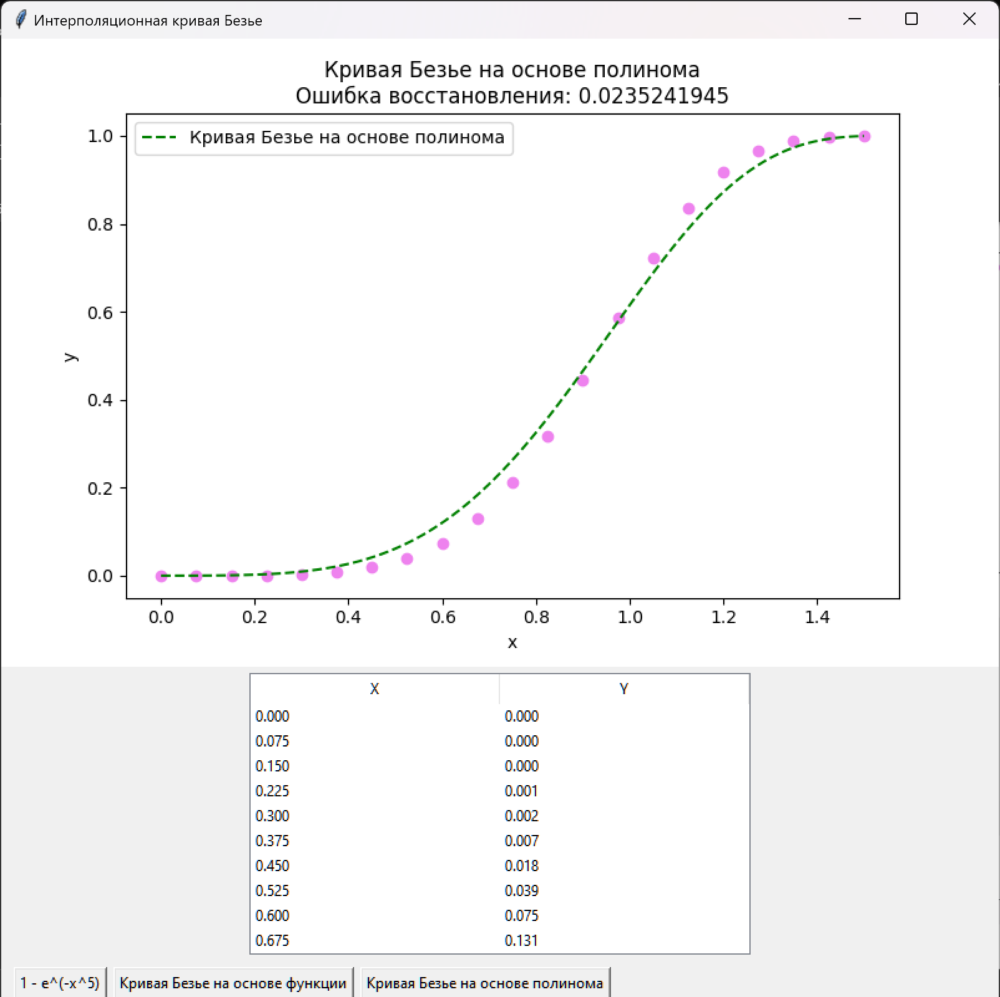 Интерполяционная кривая Безье
Кривая Безье на основе полинома
Ошибка восстановления: 0.0235241945
Кривая Безье на основе полинома
1.0
0.8
0.6
0.4
0.2
0.0
y
0.0 0.2 0.4 0.6 0.8 1.0 1.2 1.4
x
X Y
0.000 0.000
0.075 0.000
0.150 0.000
0.225 0.001
0.300 0.002
0.375 0.007
0.450 0.018
0.525 0.039
0.600 0.075
0.675 0.131
1 - e^(-x^5) Кривая Безье на основе функции Кривая Безье на основе полинома